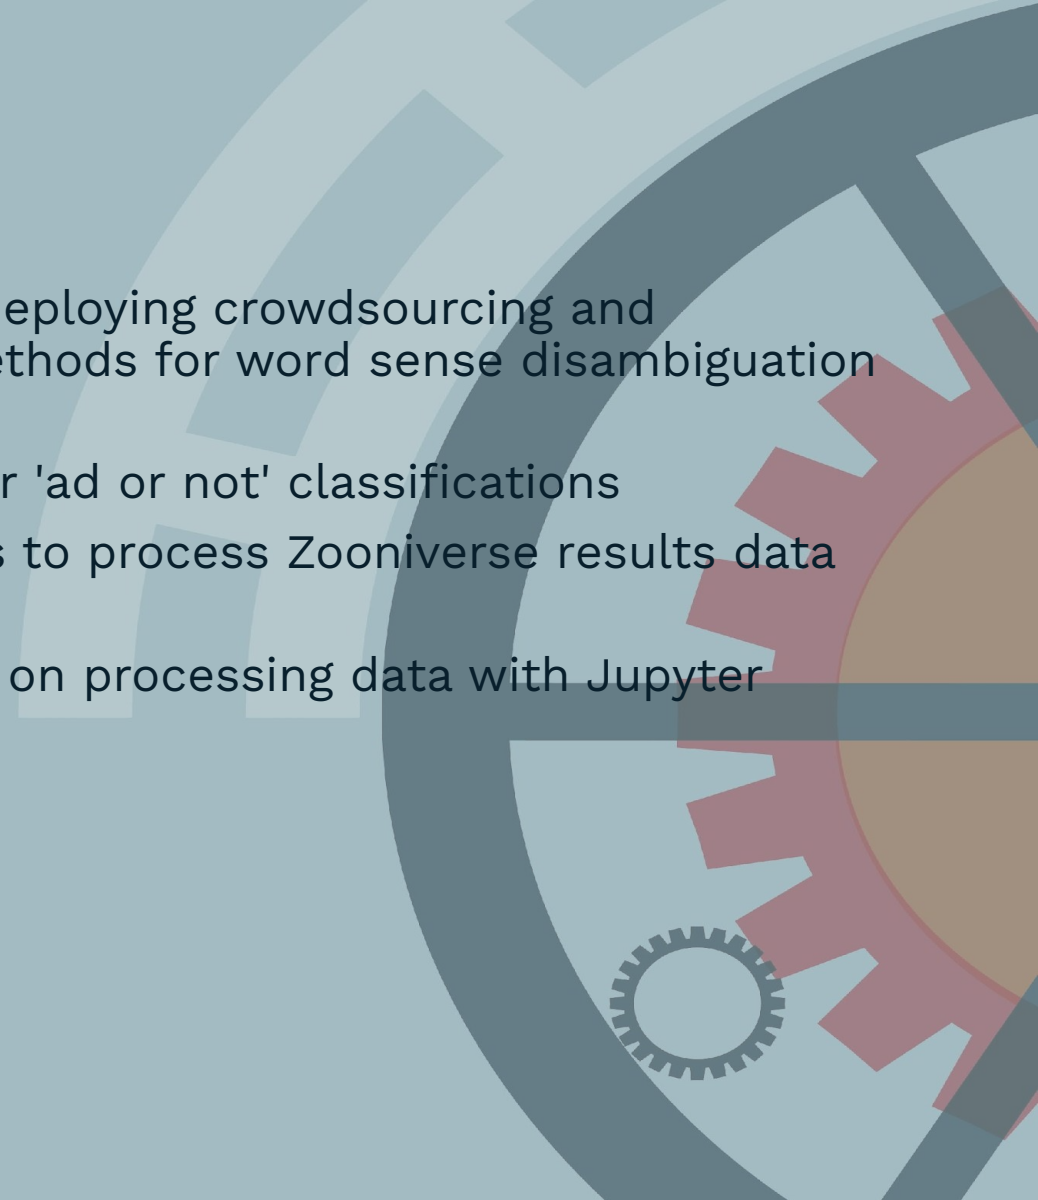 eploying crowdsourcing and
ethods for word sense disambiguation
r 'ad or not' classifications
s to process Zooniverse results data
on processing data with Jupyter